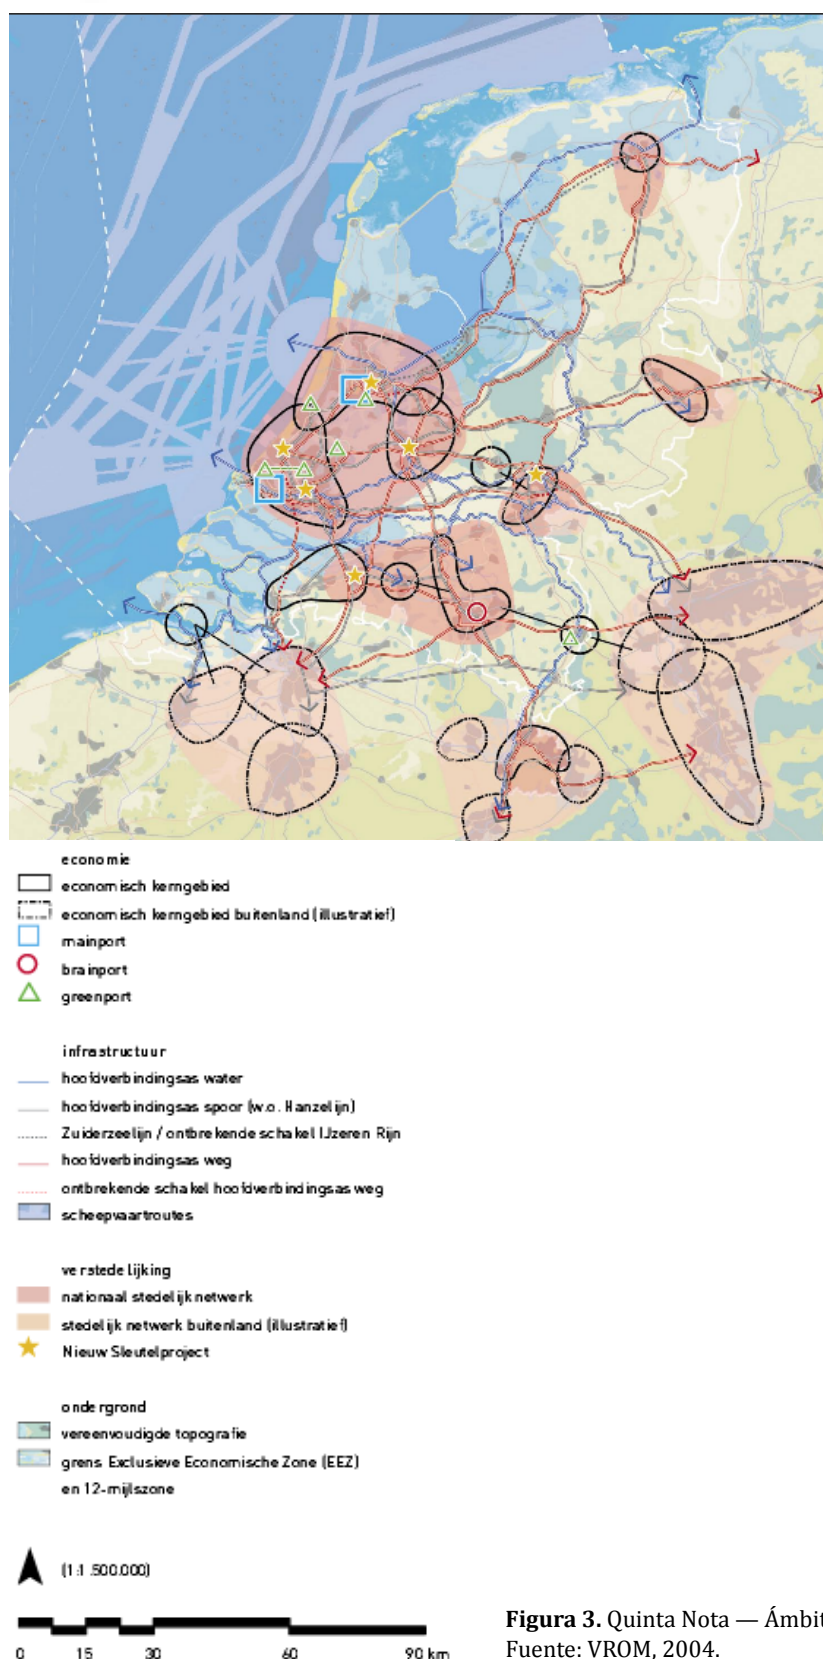 economie
economisch kerngebied
economisch kerngebied buitenland (illustratief)
mainport
brainport
greenport
infrastructuur
hoofdverbindingsas water
hoofdverbindingsas spoor (w.o. Hanzelijn)
Zuiderzeelijn / ontbrekende schakel IJzeren Rijn
hoofdverbindingsas weg
ontbrekende schakel hoofdverbindingsas weg
scheepvaartroutes
verstedelijking
nationaal stedelijk netwerk
stedelijk netwerk buitenland (illustratief)
Nieuw Sleutelproject
ondergrond
vereenvoudigde topografie
grens Exclusieve Economische Zone (EEZ)
en 12-mijlszone
(1:1.500.000)
0 15 30 60 90 km
Figura 3. Quinta Nota — Ámbit
Fuente: VROM, 2004.